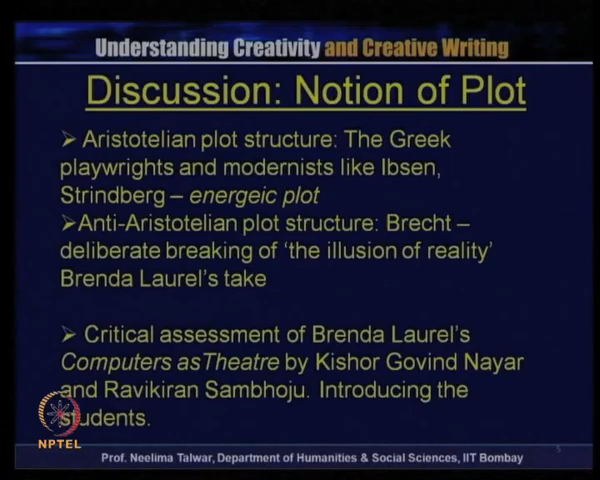 Understanding Creativity and Creative Writing
Discussion: Notion of Plot
➢ Aristotelian plot structure: The Greek
playwrights and modernists like Ibsen,
Strindberg – energeic plot
➢Anti-Aristotelian plot structure: Brecht –
deliberate breaking of ‘the illusion of reality’
Brenda Laurel’s take
➢ Critical assessment of Brenda Laurel’s
Computers asTheatre by Kishor Govind Nayar
and Ravikiran Sambhoju. Introducing the
students.
NPTEL
Prof. Neelima Talwar, Department of Humanities & Social Sciences, IIT Bombay
5